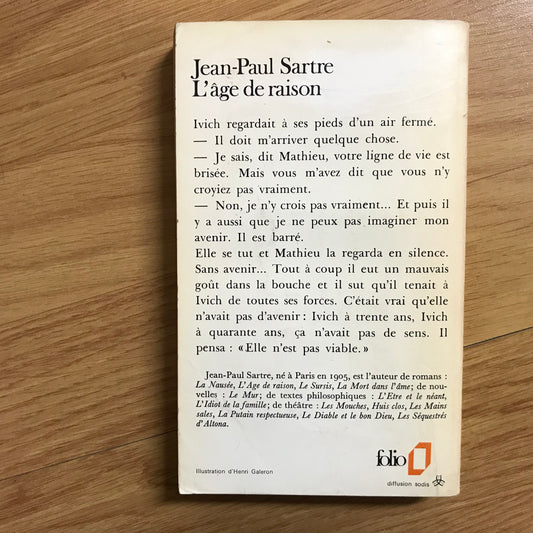 Jean-Paul Sartre
L'âge de raison
Ivich regardait à ses pieds d'un air fermé.
— Il doit m'arriver quelque chose.
— Je sais, dit Mathieu, votre ligne de vie est
brisée. Mais vous m'avez dit que vous n'y
croyiez pas vraiment.
— Non, je n'y crois pas vraiment... Et puis il
y a aussi que je ne peux pas imaginer mon
avenir. Il est barré.
Elle se tut et Mathieu la regarda en silence.
Sans avenir... Tout à coup il eut un mauvais
goût dans la bouche et il sut qu'il tenait à
Ivich de toutes ses forces. C'était vrai qu'elle
n'avait pas d'avenir : Ivich à trente ans, Ivich
à quarante ans, ça n'avait pas de sens. Il
pensa : « Elle n'est pas viable. »
Jean-Paul Sartre, né à Paris en 1905, est l'auteur de romans :
La Nausée, L'Age de raison, Le Sursis, La Mort dans l'âme; de nou-
velles : Le Mur; de textes philosophiques : L'Etre et le néant,
L'Idiot de la famille; de théâtre : Les Mouches, Huis clos, Les Mains
sales, La Putain respectueuse, Le Diable et le bon Dieu, Les Séquestrés
d'Altona.
folio
Illustration d'Henri Galeron
diffusion sodis